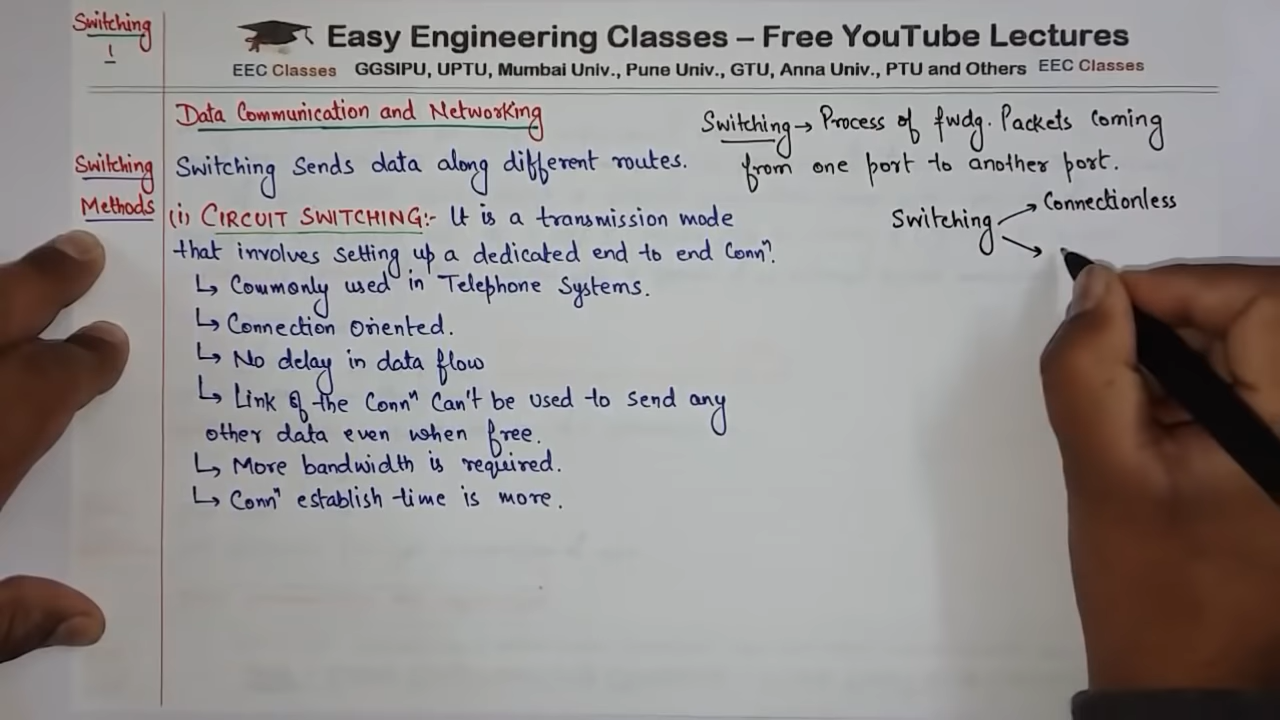 Switching
1
Easy Engineering Classes – Free YouTube Lectures
EEC Classes GGSIPU, UPTU, Mumbai Univ., Pune Univ., GTU, Anna Univ., PTU and Others EEC Classes
Data Communication and Networking
Switching → Process of fwdg. Packets coming
from one port to another port.
Switching
Methods
Switching sends data along different routes.
Switching → Connectionless
→
(i) CIRCUIT SWITCHING:- It is a transmission mode
that involves setting up a dedicated end to end Connⁿ.
↳ Commonly used in Telephone Systems.
↳ Connection oriented.
↳ No delay in data flow
↳ Link of the Connⁿ Can't be used to send any
other data even when free.
↳ More bandwidth is required.
↳ Connⁿ establish time is more.